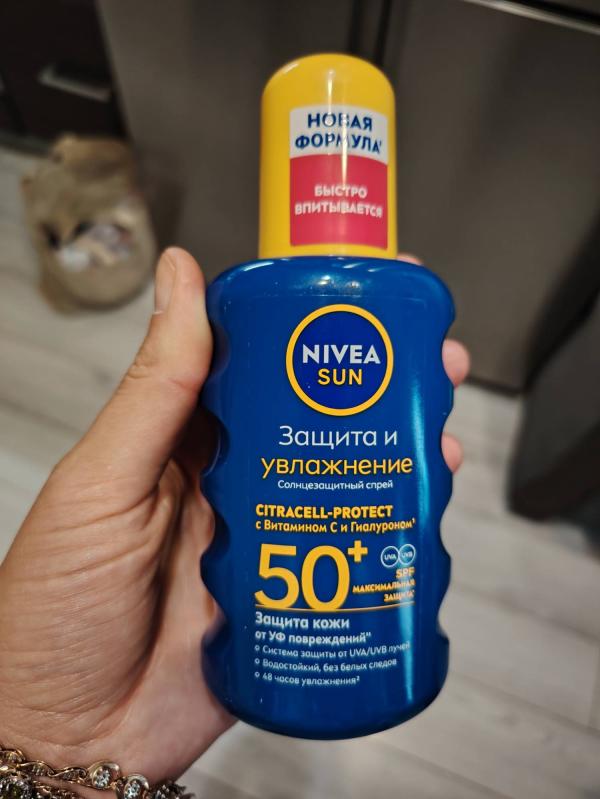 НОВАЯ
ФОРМУЛА¹
БЫСТРО
ВПИТЫВАЕТСЯ
NIVEA
SUN
Защита и
увлажнение
Солнцезащитный спрей
CITRACELL-PROTECT
с Витамином C и Гиалуроном³
50+
UVA UVB
SPF
МАКСИМАЛЬНАЯ
ЗАЩИТА*
Защита кожи
от УФ повреждений**
Система защиты от UVA/UVB лучей
Водостойкий, без белых следов
48 часов увлажнения²